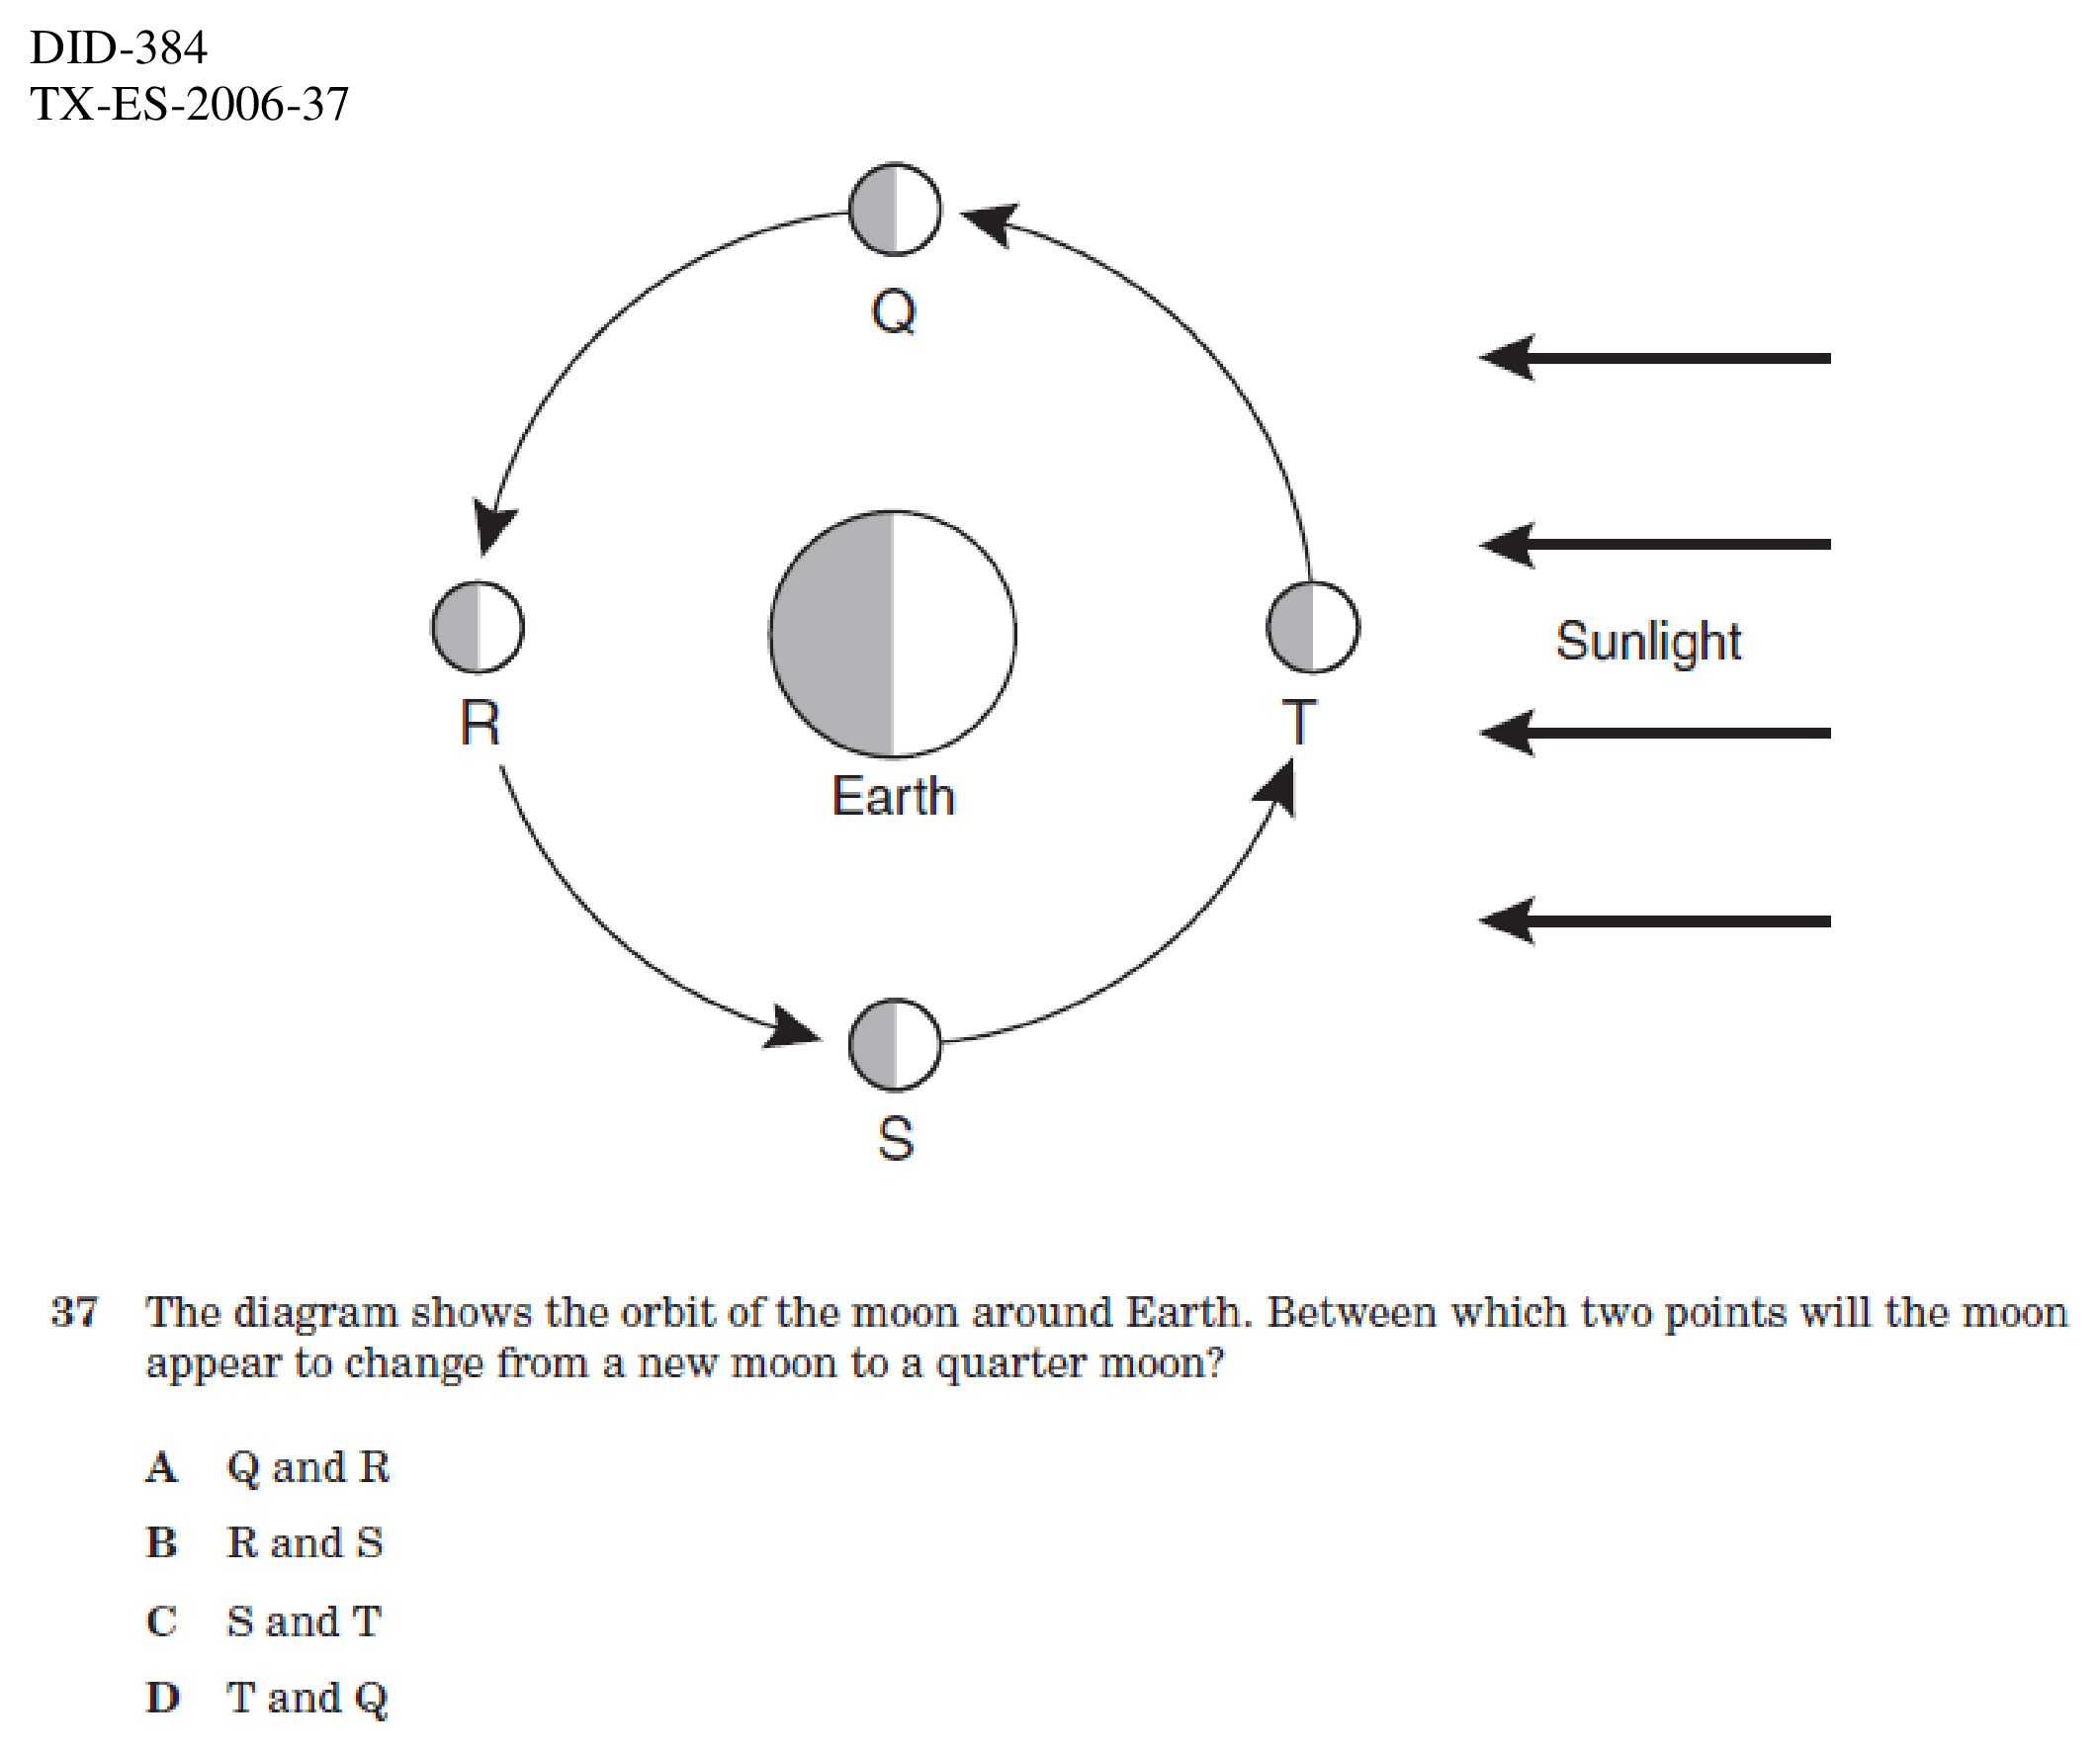 DID-384
TX-ES-2006-37
Q
Sunlight
R
T
Earth
S
37 The diagram shows the orbit of the moon around Earth. Between which two points will the moon
appear to change from a new moon to a quarter moon?
A Q and R
B R and S
C S and T
D T and Q